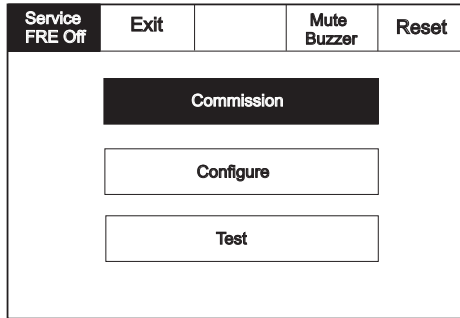 Service
FRE Off
Exit
Mute
Buzzer
Reset
Commission
Configure
Test